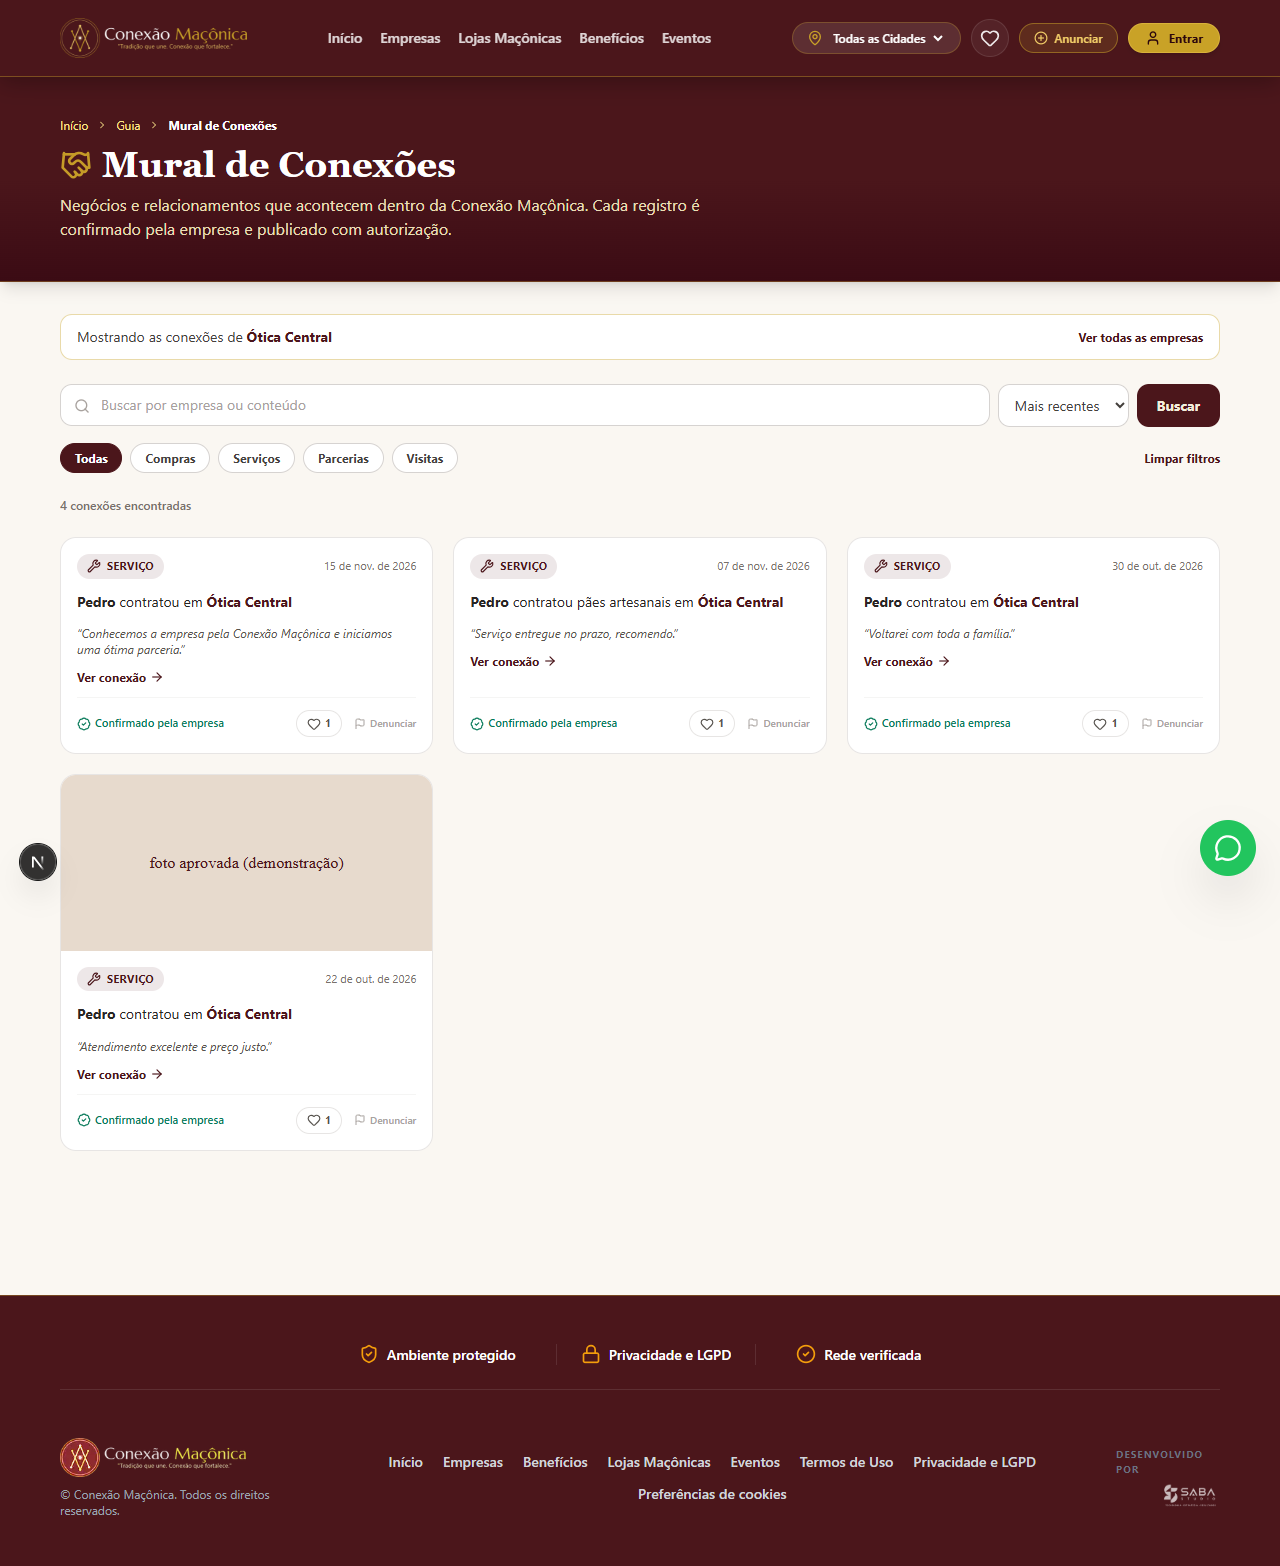 Conexão Maçônica
"Tradição que une. Conexão que fortalece."
Início
Empresas
Lojas Maçônicas
Benefícios
Eventos
Todas as Cidades
Anunciar
Entrar
Início > Guia > Mural de Conexões
Mural de Conexões
Negócios e relacionamentos que acontecem dentro da Conexão Maçônica. Cada registro é
confirmado pela empresa e publicado com autorização.
Mostrando as conexões de Ótica Central
Ver todas as empresas
Buscar por empresa ou conteúdo
Mais recentes
Buscar
Todas
Compras
Serviços
Parcerias
Visitas
Limpar filtros
4 conexões encontradas
SERVIÇO
15 de nov. de 2026
Pedro contratou em Ótica Central
“Conhecemos a empresa pela Conexão Maçônica e iniciamos
uma ótima parceria.”
Ver conexão →
Confirmado pela empresa
1
Denunciar
SERVIÇO
07 de nov. de 2026
Pedro contratou pães artesanais em Ótica Central
“Serviço entregue no prazo, recomendo.”
Ver conexão →
Confirmado pela empresa
1
Denunciar
SERVIÇO
30 de out. de 2026
Pedro contratou em Ótica Central
“Voltarei com toda a família.”
Ver conexão →
Confirmado pela empresa
1
Denunciar
foto aprovada (demonstração)
SERVIÇO
22 de out. de 2026
Pedro contratou em Ótica Central
“Atendimento excelente e preço justo.”
Ver conexão →
Confirmado pela empresa
1
Denunciar
N
Ambiente protegido
Privacidade e LGPD
Rede verificada
Conexão Maçônica
"Tradição que une. Conexão que fortalece."
© Conexão Maçônica. Todos os direitos
reservados.
Início
Empresas
Benefícios
Lojas Maçônicas
Eventos
Termos de Uso
Privacidade e LGPD
Preferências de cookies
DESENVOLVIDO
POR
SABA
STUDIO